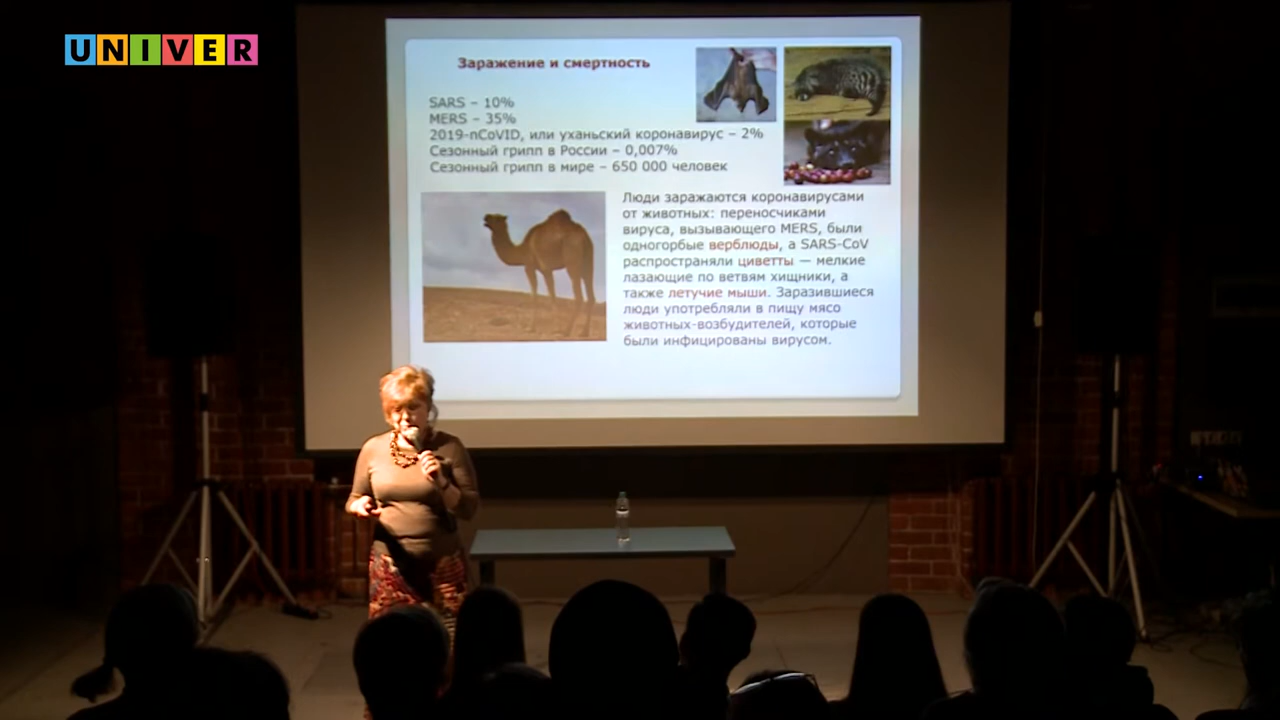 UNIVER
Заражение и смертность
SARS – 10%
MERS – 35%
2019-nCoVID, или уханьский коронавирус – 2%
Сезонный грипп в России – 0,007%
Сезонный грипп в мире – 650 000 человек
Люди заражаются коронавирусами
от животных: переносчиками
вируса, вызывающего MERS, были
одногорбые верблюды, а SARS-CoV
распространяли циветты — мелкие
лазающие по ветвям хищники, а
также летучие мыши. Заразившиеся
люди употребляли в пищу мясо
животных-возбудителей, которые
были инфицированы вирусом.